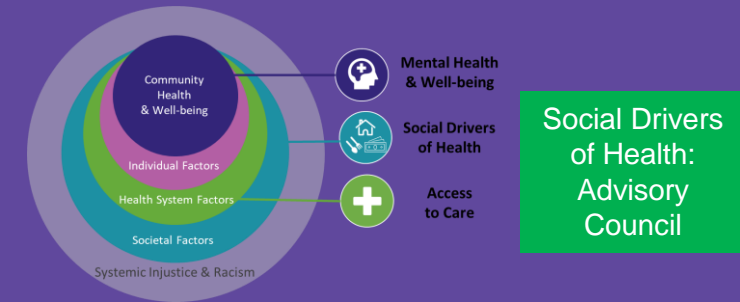 Community
Health
& Well-being
Individual Factors
Health System Factors
Societal Factors
Systemic Injustice & Racism
Mental Health
& Well-being
Social Drivers
of Health
Access
to Care
Social Drivers
of Health:
Advisory
Council